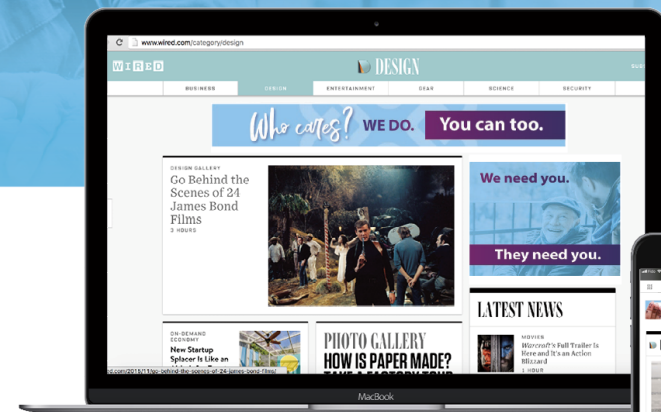 www.wired.com/category/design
WIRED
DESIGN
BUSINESS DESIGN ENTERTAINMENT GEAR SCIENCE SECURITY
Who cares? WE DO. You can too.
DESIGN GALLERY
Go Behind the
Scenes of 24
James Bond
Films
3 HOURS
We need you.
They need you.
LATEST NEWS
MOVIES
Warcraft's Full Trailer Is
Here and It's an Action
Blizzard
1 HOUR
ON-DEMAND
ECONOMY
New Startup
Splacer Is Like an
PHOTO GALLERY
HOW IS PAPER MADE?
TAKE A FACTORY TOUR
MacBook